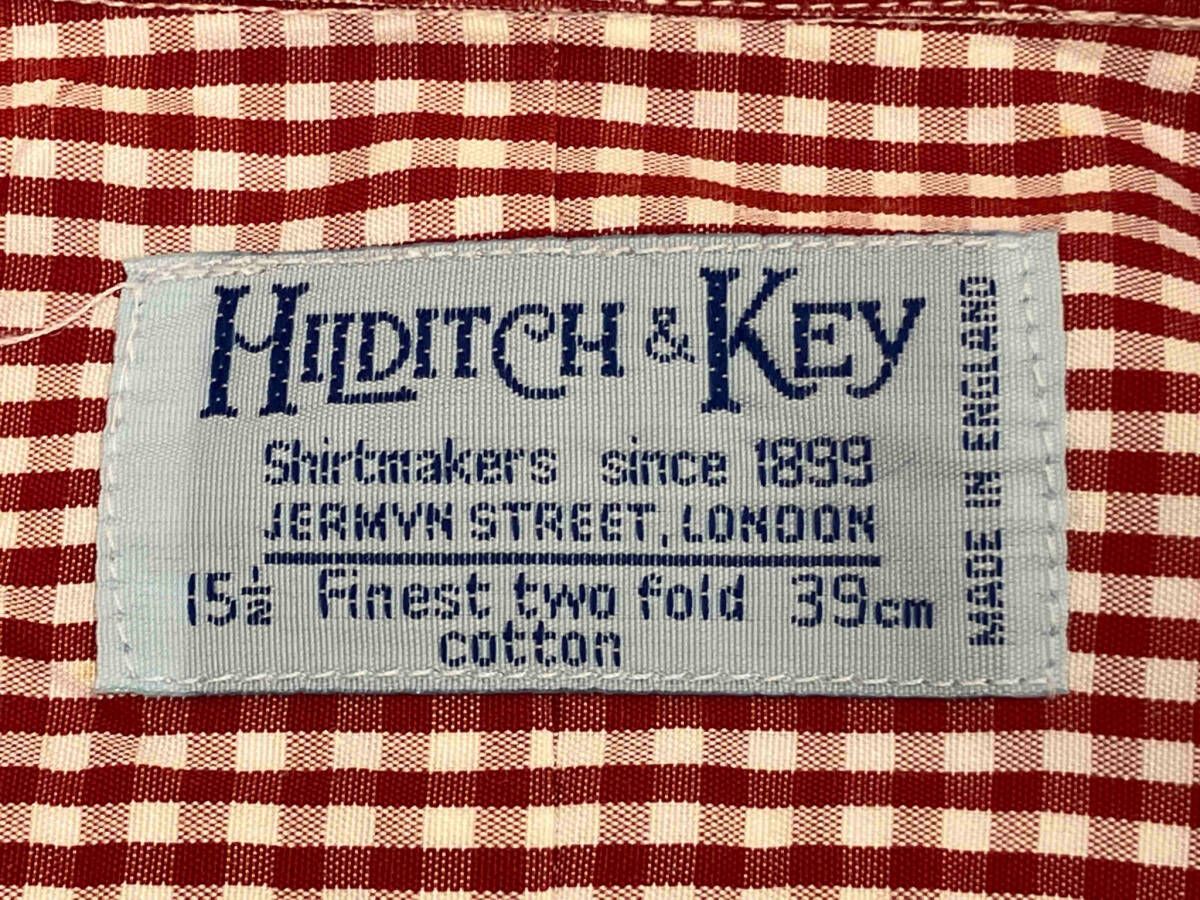 HILDITCH & KEY
Shirtmakers since 1899
JERMYN STREET, LONDON
15½ Finest two fold 39cm
cotton
MADE IN ENGLAND